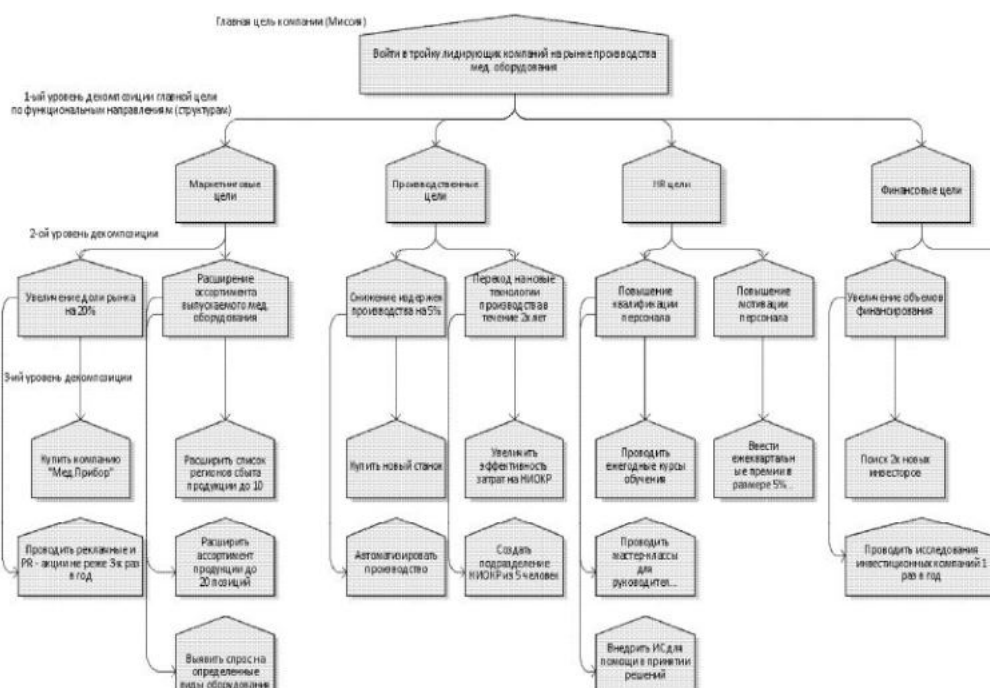 Главная цель компании (Миссия)
Войти в тройку лидирующих компаний на рынке производства
мед. оборудования
1-ый уровень декомпозиции главной цели
по функциональным направлениям (структурам)
Маркетинговые
цели
Производственные
цели
HR цели
Финансовые цели
2-ой уровень декомпозиции
Увеличение доли рынка
на 20%
Расширение
ассортимента
выпускаемого мед.
оборудования
Снижение издержек
производства на 5%
Переход на новые
технологии
производства в
течение 2х лет
Повышение
квалификации
персонала
Повышение
мотивации
персонала
Увеличение объемов
финансирования
3-ий уровень декомпозиции
Купить компанию
"Мед.Прибор"
Расширить список
регионов сбыта
продукции до 10
Купить новый станок
Увеличить
эффективность
затрат на НИОКР
Проводить
ежегодные курсы
обучения
Ввести
ежеквартальн
ые премии в
размере 5%...
Поиск 2х новых
инвесторов
Проводить рекламные и
PR - акции не реже 3х раз
в год
Расширить
ассортимент
продукции до
20 позиций
Автоматизировать
производство
Создать
подразделение
НИОКР из 5 человек
Проводить
мастер-классы
для
руководител...
Проводить исследования
инвестиционных компаний 1
раз в год
Выявить спрос на
определенные
виды оборудования
Внедрить ИС для
помощи в принятии
решений